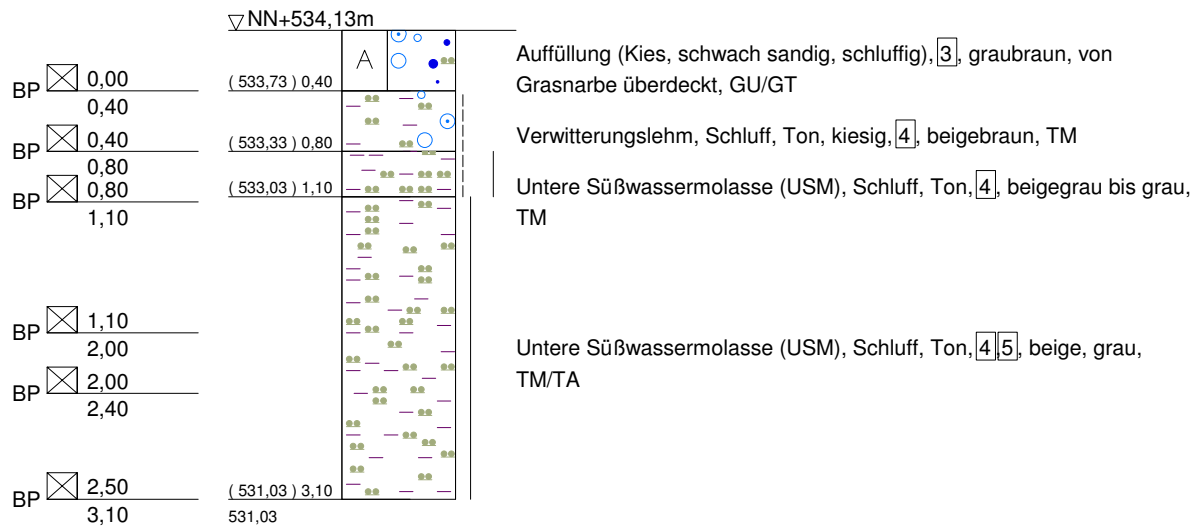 NN+534,13m
A
Auffüllung (Kies, schwach sandig, schluffig), 3, graubraun, von
Grasnarbe überdeckt, GU/GT
BP 0,00
0,40
(533,73) 0,40
BP 0,40
0,80
(533,33) 0,80
Verwitterungslehm, Schluff, Ton, kiesig, 4, beigebraun, TM
BP 0,80
1,10
(533,03) 1,10
Untere Süßwassermolasse (USM), Schluff, Ton, 4, beigegrau bis grau,
TM
BP 1,10
2,00
Untere Süßwassermolasse (USM), Schluff, Ton, 4,5, beige, grau,
TM/TA
BP 2,00
2,40
BP 2,50
3,10
(531,03) 3,10
531,03